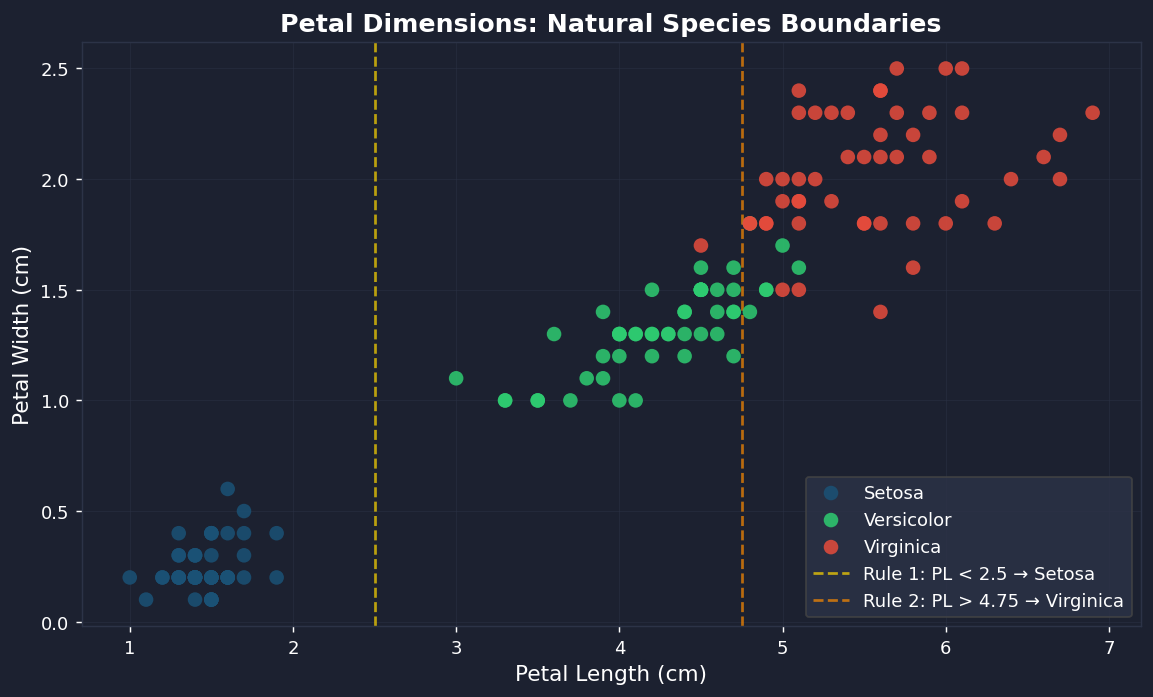 Petal Dimensions: Natural Species Boundaries
Petal Width (cm)
2.5
2.0
1.5
1.0
0.5
0.0
Setosa
Versicolor
Virginica
Rule 1: PL < 2.5 → Setosa
Rule 2: PL > 4.75 → Virginica
1 2 3 4 5 6 7
Petal Length (cm)